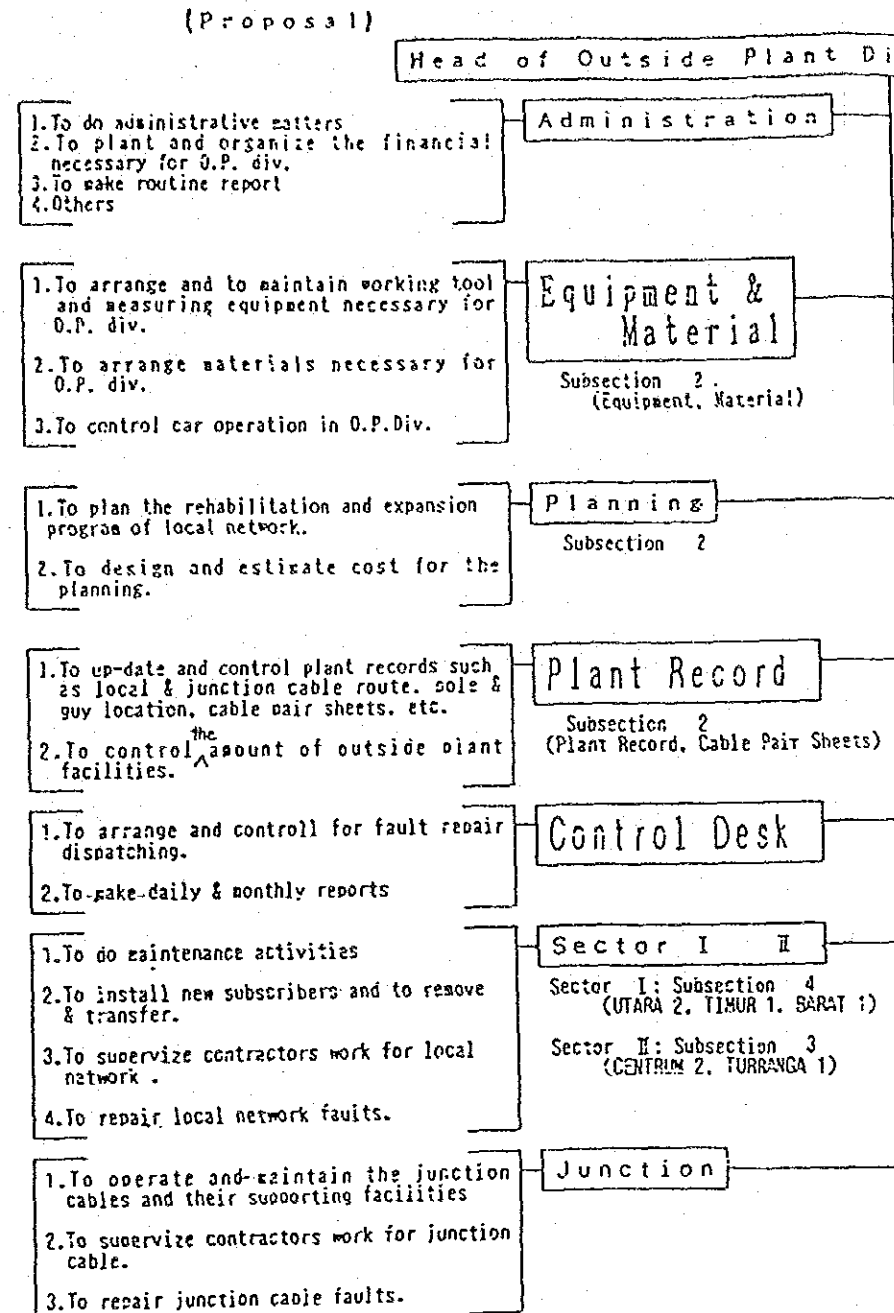 (Proposal)
Head of Outside Plant Di
1.To do administrative matters
2.To plant and organize the financial
necessary for O.P. div.
3.To make routine report
4.Others
Administration
1.To arrange and to maintain working tool
and measuring equipment necessary for
O.P. div.
2.To arrange materials necessary for
O.P. div.
3.To control car operation in O.P.Div.
Equipment &
Material
Subsection 2.
(Equipment, Material)
1.To plan the rehabilitation and expansion
program of local network.
2.To design and estimate cost for the
planning.
Planning
Subsection 2
1.To up-date and control plant records such
as local & junction cable route, pole &
guy location, cable pair sheets, etc.
2.To control the amount of outside plant
facilities.
Plant Record
Subsection 2
(Plant Record, Cable Pair Sheets)
1.To arrange and controll for fault repair
dispatching.
2.To make daily & monthly reports
Control Desk
1.To do maintenance activities
2.To install new subscribers and to remove
& transfer.
3.To supervize contractors work for local
network .
4.To repair local network faults.
Sector I II
Sector I: Subsection 4
(UTARA 2, TIMUR 1, BARAT 1)
Sector II: Subsection 3
(CENTRUM 2, TURRANGA 1)
1.To operate and maintain the junction
cables and their supporting facilities
2.To supervize contractors work for junction
cable.
3.To repair junction cable faults.
Junction